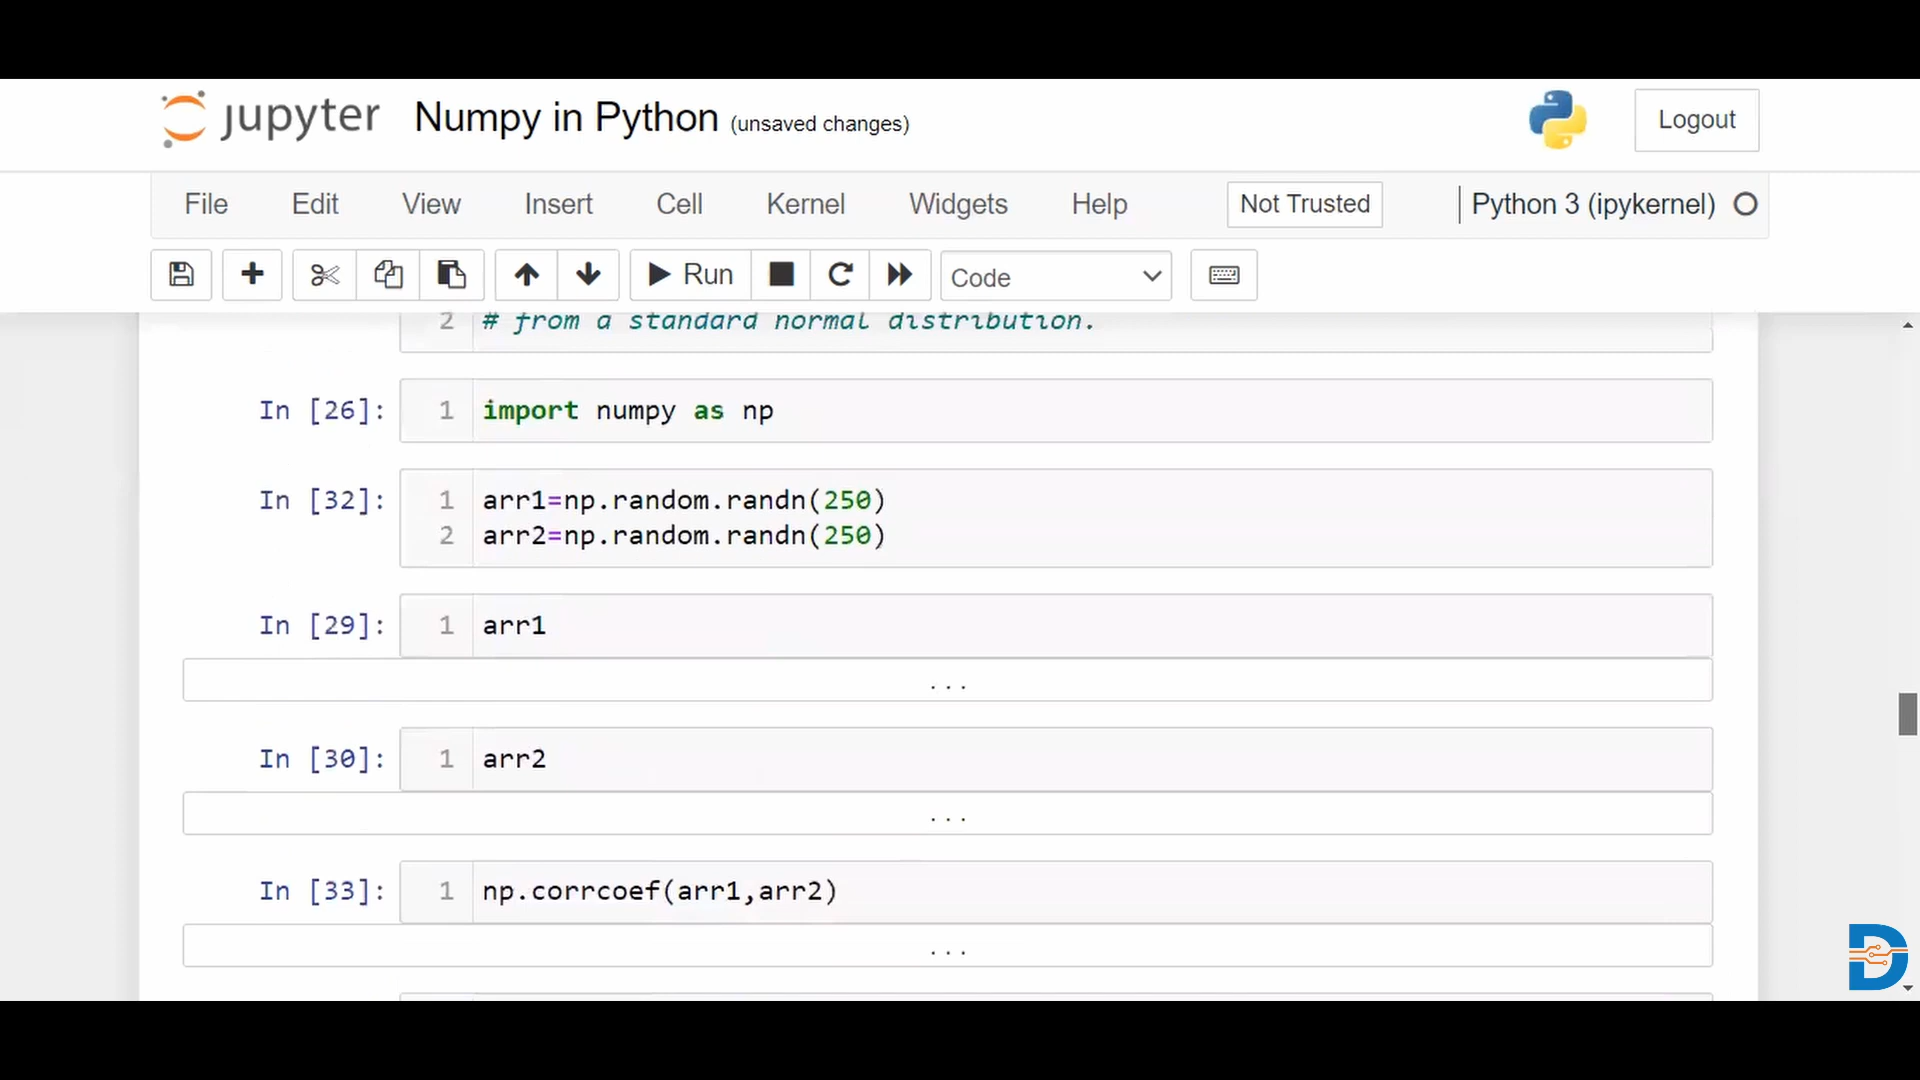 jupyter Numpy in Python (unsaved changes) Logout
File Edit View Insert Cell Kernel Widgets Help Not Trusted Python 3 (ipykernel)
Run Code
2 # from a standard normal distribution.
In [26]: 1 import numpy as np
In [32]: 1 arr1=np.random.randn(250)
2 arr2=np.random.randn(250)
In [29]: 1 arr1
...
In [30]: 1 arr2
...
In [33]: 1 np.corrcoef(arr1,arr2)
...
D